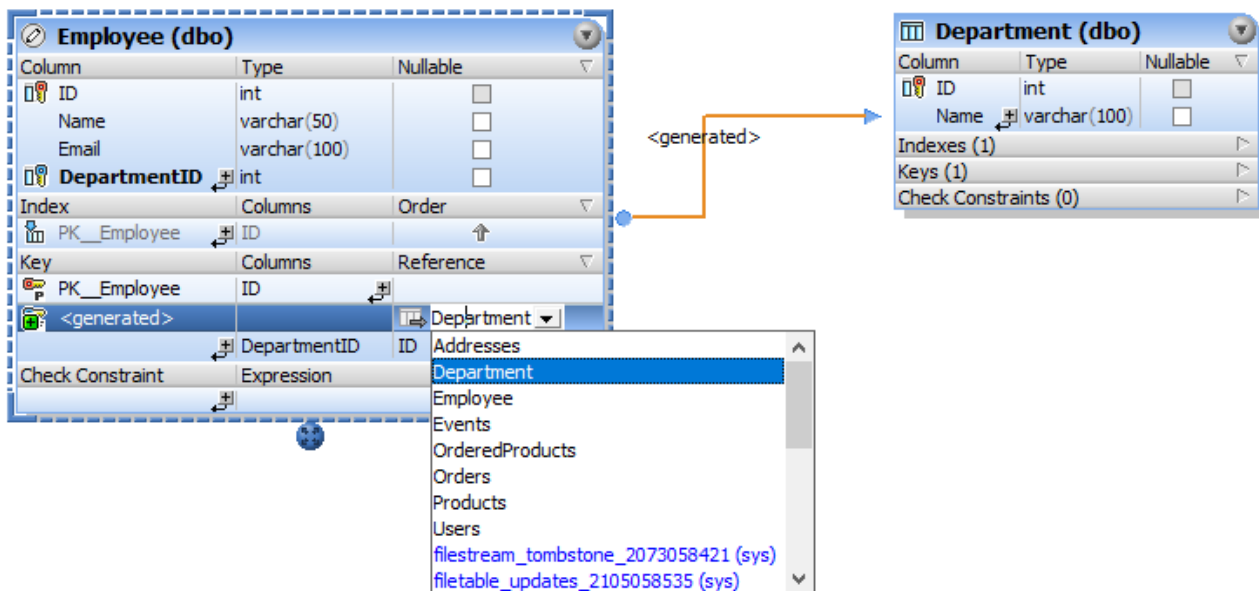 Employee (dbo)
Column Type Nullable
ID int
Name varchar(50)
Email varchar(100)
DepartmentID int
Index Columns Order
PK__Employee ID
Key Columns Reference
PK__Employee ID
<generated> Department
DepartmentID ID
Check Constraint Expression
Addresses
Department
Employee
Events
OrderedProducts
Orders
Products
Users
filestream_tombstone_2073058421 (sys)
filetable_updates_2105058535 (sys)
<generated>
Department (dbo)
Column Type Nullable
ID int
Name varchar(100)
Indexes (1)
Keys (1)
Check Constraints (0)